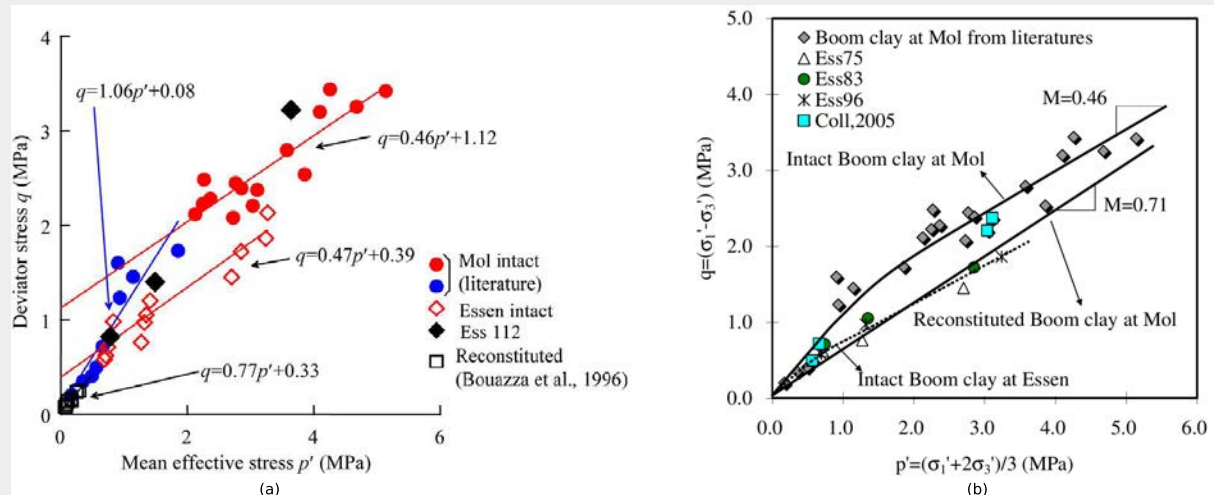 4
3
2
1
0
0
2
4
6
Deviator stress q (MPa)
Mean effective stress p′ (MPa)
q=1.06p′+0.08
q=0.46p′+1.12
q=0.47p′+0.39
q=0.77p′+0.33
Mol intact
(literature)
Essen intact
Ess 112
Reconstituted
(Bouazza et al., 1996)
(a)
5.0
4.0
3.0
2.0
1.0
0.0
0.0
1.0
2.0
3.0
4.0
5.0
6.0
q=(σ₁'-σ₃') (MPa)
p'=(σ₁'+2σ₃')/3 (MPa)
Boom clay at Mol from literatures
Ess75
Ess83
Ess96
Coll,2005
M=0.46
Intact Boom clay at Mol
M=0.71
Reconstituted Boom clay at Mol
Intact Boom clay at Essen
(b)